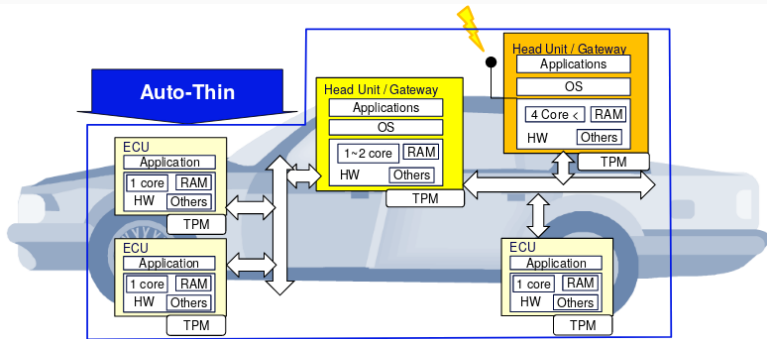 Auto-Thin
ECU
Application
1 core
RAM
HW
Others
TPM
ECU
Application
1 core
RAM
HW
Others
TPM
Head Unit / Gateway
Applications
OS
1~2 core
RAM
HW
Others
TPM
Head Unit / Gateway
Applications
OS
4 Core <
RAM
HW
Others
TPM
ECU
Application
1 core
RAM
HW
Others
TPM